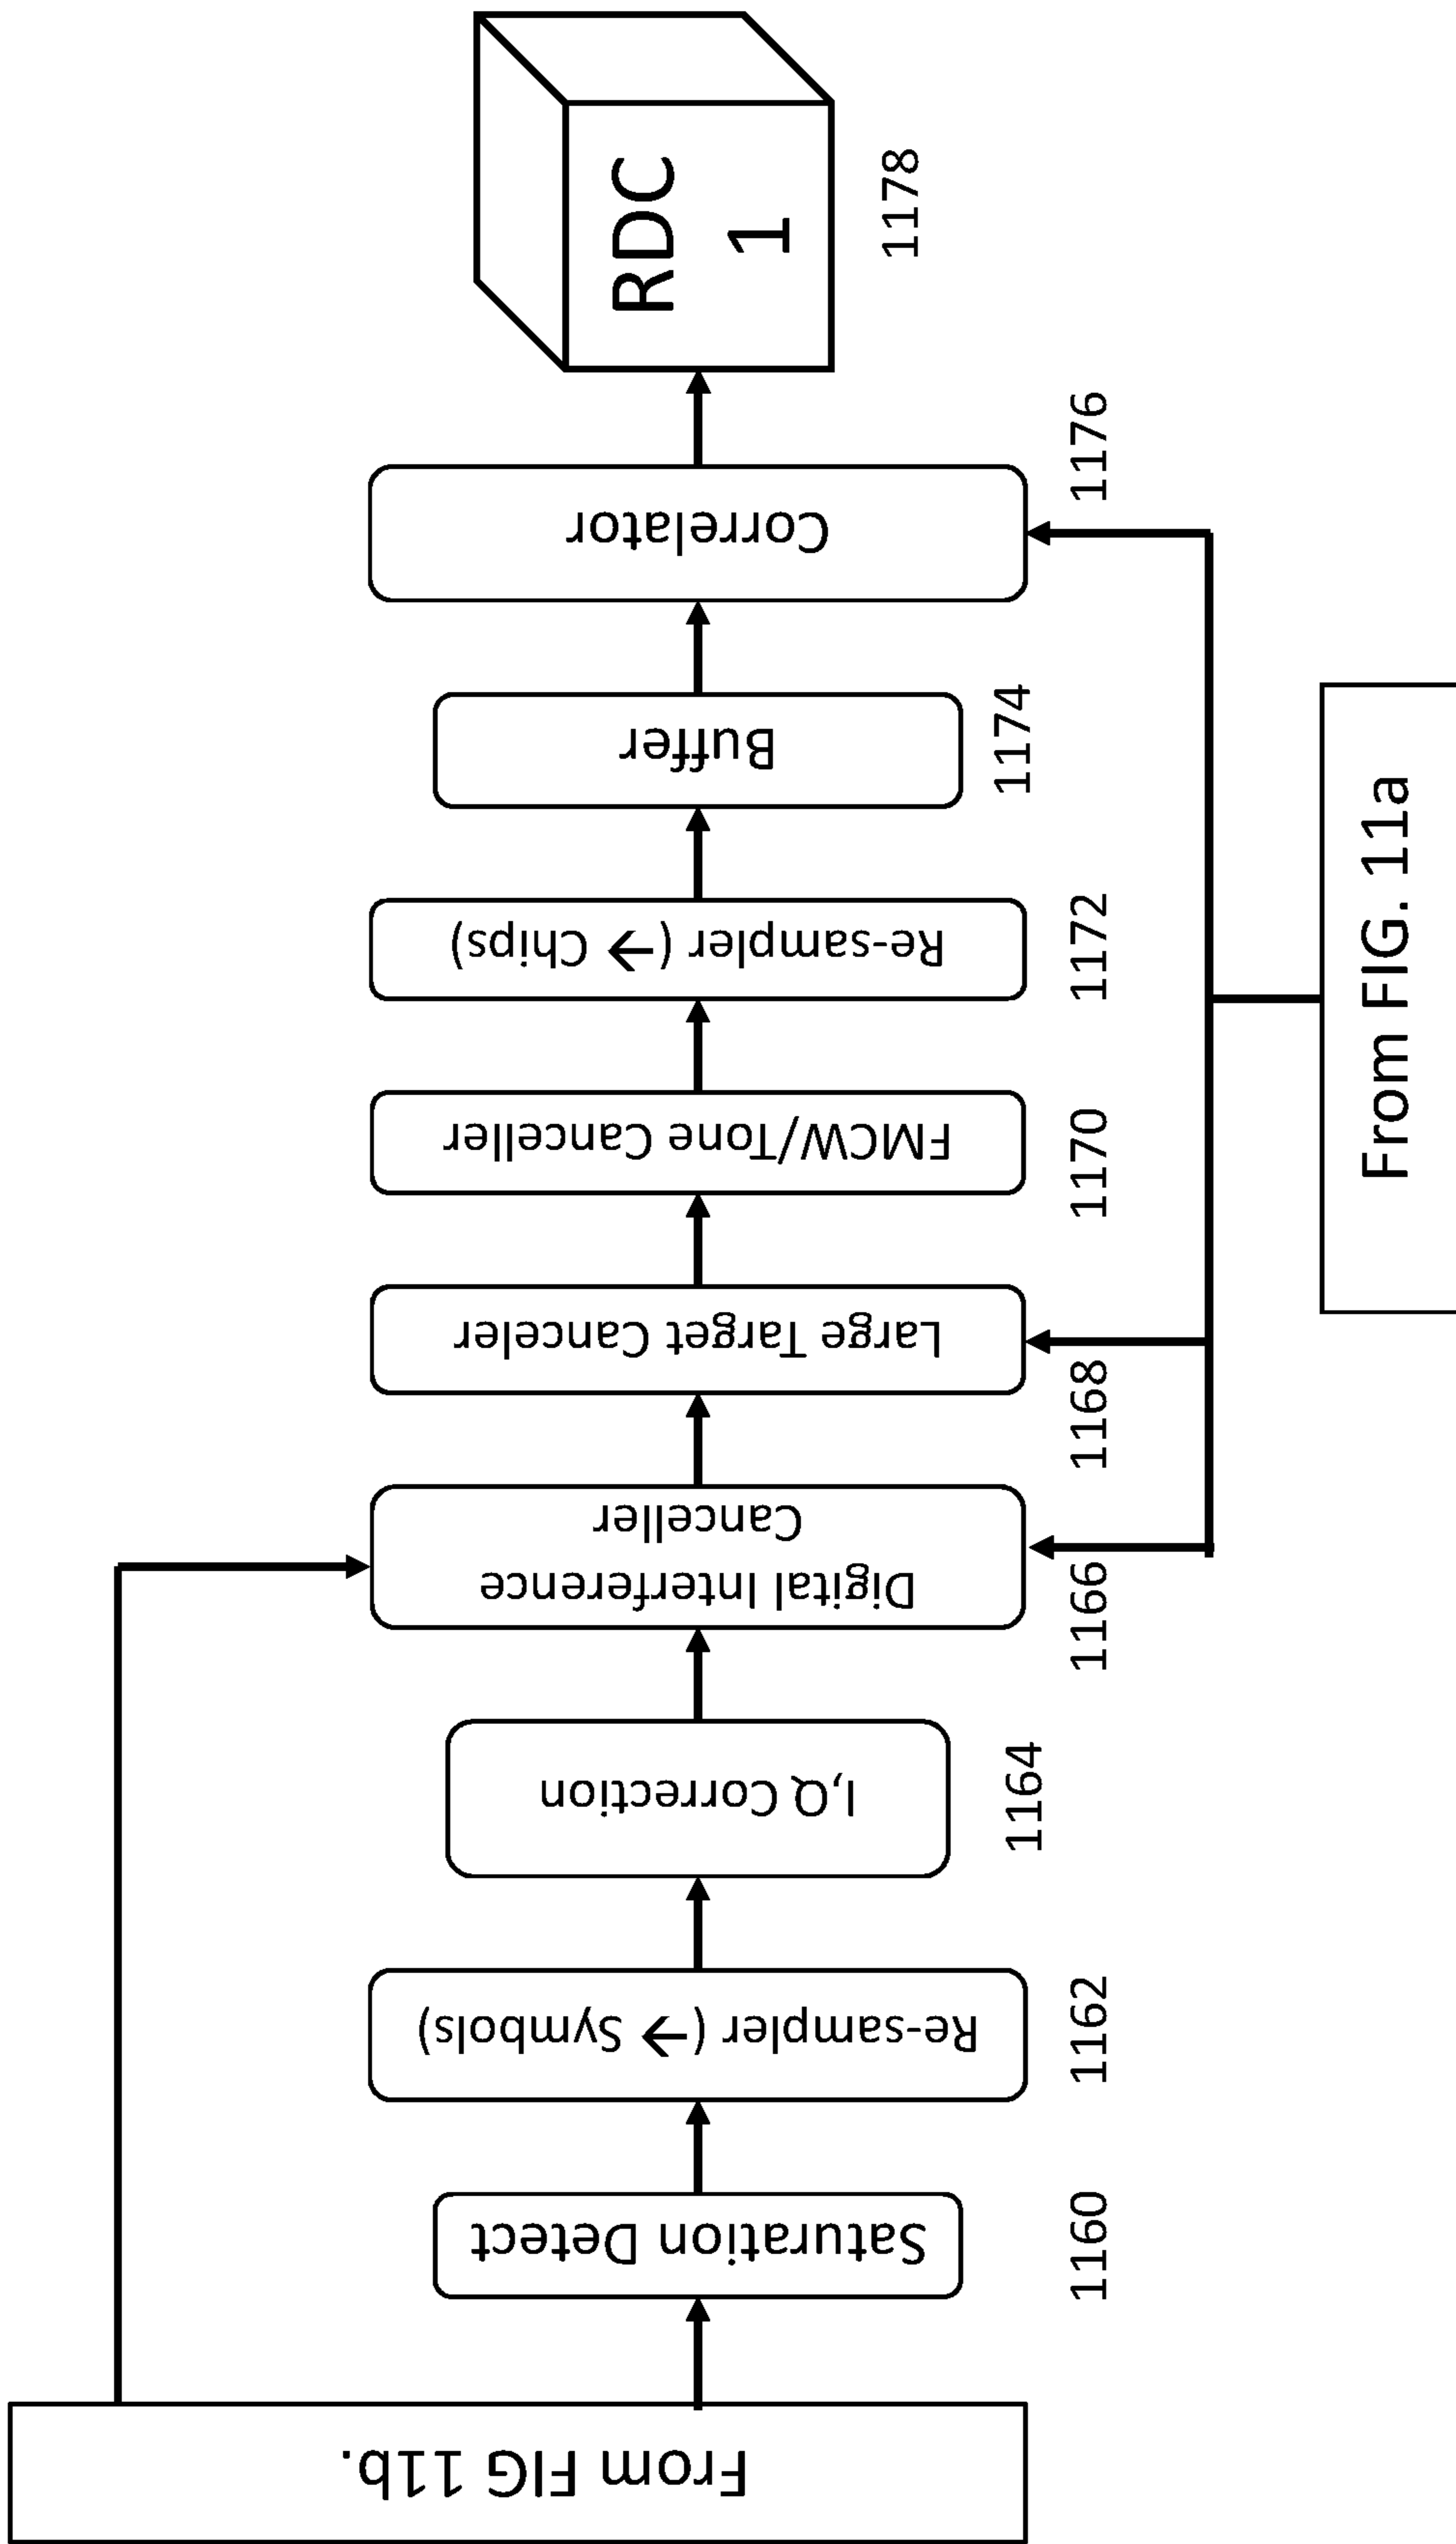 From FIG 11b.
Saturation Detect
1160
Re-sampler (→ Symbols)
1162
I,Q Correction
1164
Digital Interference
Canceller
1166
Large Target Canceler
1168
FMCW/Tone Canceller
1170
Re-sampler (→ Chips)
1172
Buffer
1174
Correlator
1176
RDC
1
1178
From FIG. 11a